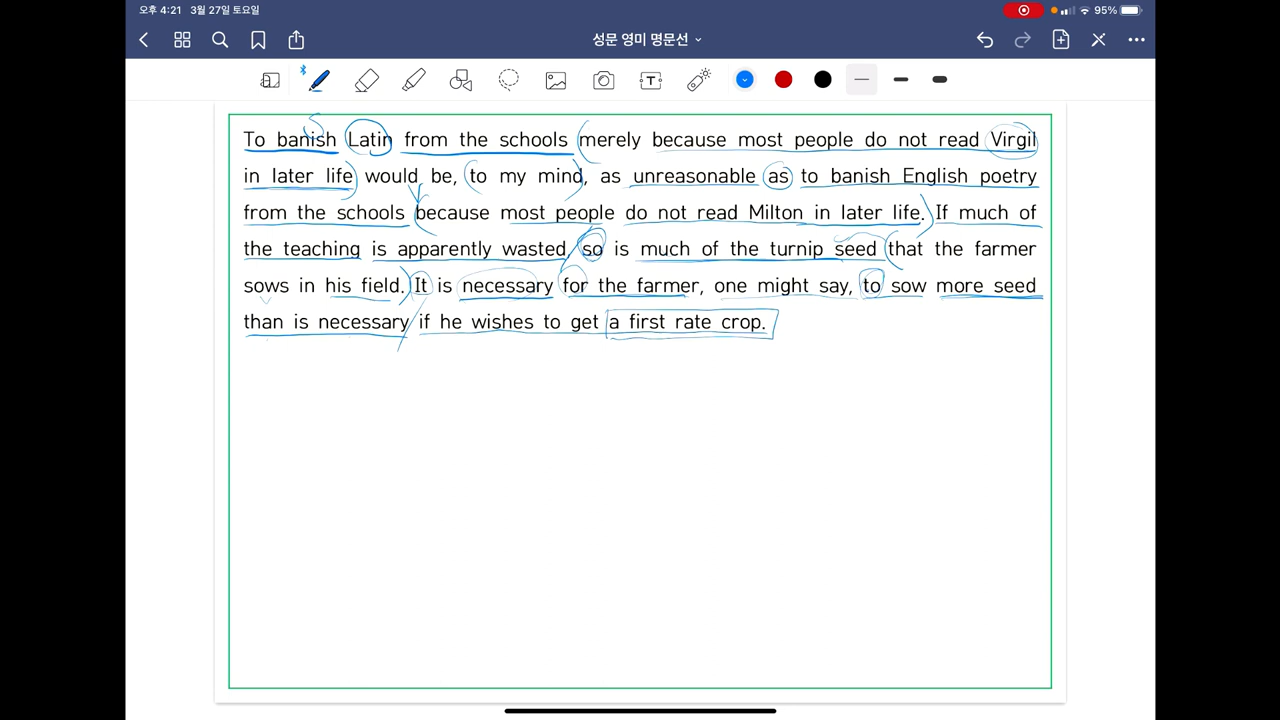 오후 4:21 3월 27일 토요일
95%
성문 영미 명문선
To banish Latin from the schools merely because most people do not read Virgil
in later life would be, to my mind, as unreasonable as to banish English poetry
from the schools because most people do not read Milton in later life. If much of
the teaching is apparently wasted, so is much of the turnip seed that the farmer
sows in his field. It is necessary for the farmer, one might say, to sow more seed
than is necessary if he wishes to get a first rate crop.